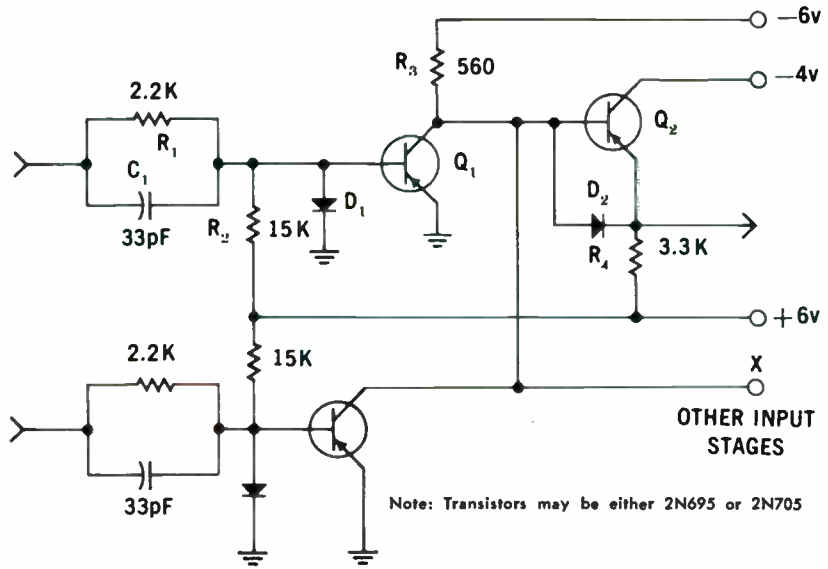 −6v
R3 560
−4v
2.2K
R1
Q2
C1
Q1
D1
D2
33pF
R2 15K
R4 3.3K
+6v
2.2K
15K
X
OTHER INPUT
STAGES
33pF
Note: Transistors may be either 2N695 or 2N705